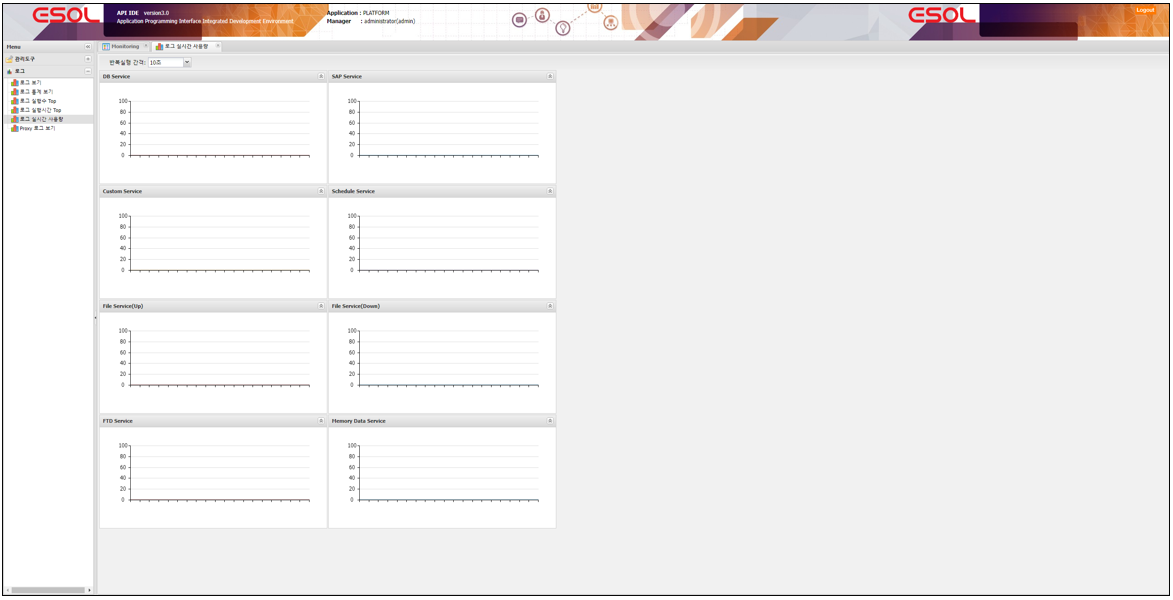 ESOL
API IDE version3.0
Application Programming Interface Integrated Development Environment
Application : PLATFORM
Manager : administrator(admin)
ESOL
Logout
Menu
관리도구
로그
로그 보기
로그 통계 보기
로그 실행수 Top
로그 실행시간 Top
로그 실시간 사용량
Proxy 로그 보기
Monitoring
로그 실시간 사용량
반복실행 간격: 10초
DB Service
100
80
60
40
20
0
SAP Service
100
80
60
40
20
0
Custom Service
100
80
60
40
20
0
Schedule Service
100
80
60
40
20
0
File Service(Up)
100
80
60
40
20
0
File Service(Down)
100
80
60
40
20
0
FTD Service
100
80
60
40
20
0
Memory Data Service
100
80
60
40
20
0